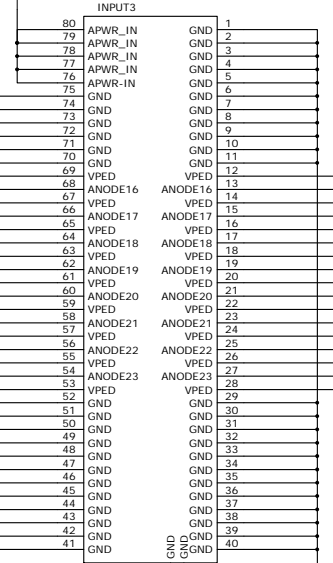 INPUT3
80 APWR_IN GND 1
79 APWR_IN GND 2
78 APWR_IN GND 3
77 APWR_IN GND 4
76 APWR-IN GND 5
75 GND GND 6
74 GND GND 7
73 GND GND 8
72 GND GND 9
71 GND GND 10
70 GND GND 11
69 VPED VPED 12
68 ANODE16 ANODE16 13
67 VPED VPED 14
66 ANODE17 ANODE17 15
65 VPED VPED 16
64 ANODE18 ANODE18 17
63 VPED VPED 18
62 ANODE19 ANODE19 19
61 VPED VPED 20
60 ANODE20 ANODE20 21
59 VPED VPED 22
58 ANODE21 ANODE21 23
57 VPED VPED 24
56 ANODE22 ANODE22 25
55 VPED VPED 26
54 ANODE23 ANODE23 27
53 VPED VPED 28
52 GND GND 29
51 GND GND 30
50 GND GND 31
49 GND GND 32
48 GND GND 33
47 GND GND 34
46 GND GND 35
45 GND GND 36
44 GND GND 37
43 GND GND 38
42 GND GND 39
41 GND GND 40
GND
GND